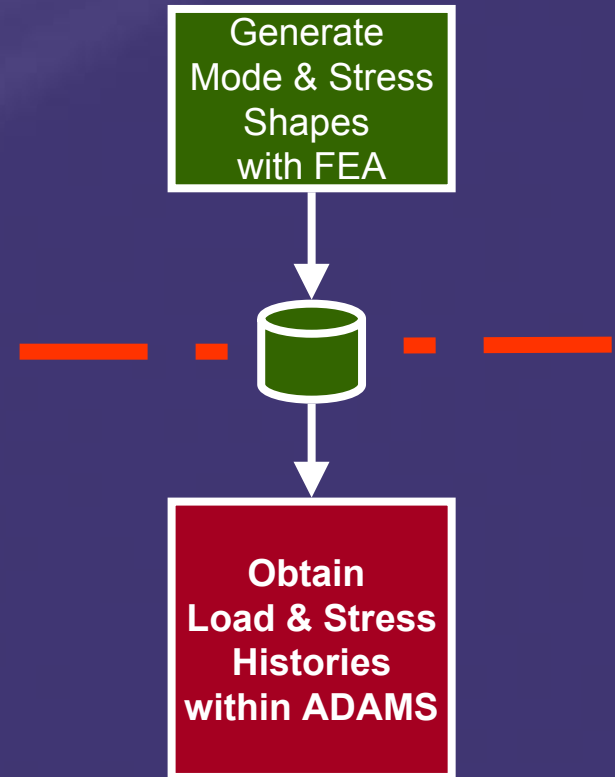 Generate
Mode & Stress
Shapes
with FEA
Obtain
Load & Stress
Histories
within ADAMS